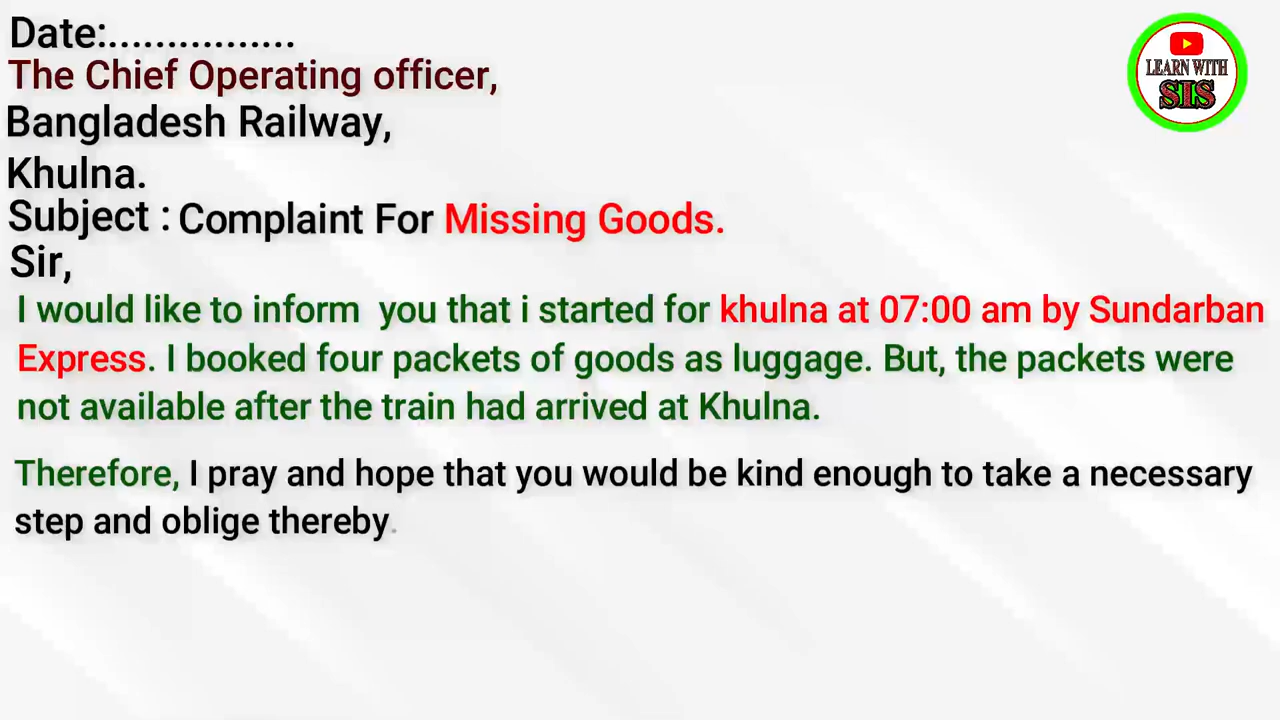 Date:................
The Chief Operating officer,
Bangladesh Railway,
Khulna.
Subject : Complaint For Missing Goods.
Sir,
I would like to inform  you that i started for khulna at 07:00 am by Sundarban
Express. I booked four packets of goods as luggage. But, the packets were
not available after the train had arrived at Khulna.
Therefore, I pray and hope that you would be kind enough to take a necessary
step and oblige thereby.
LEARN WITH
SIS